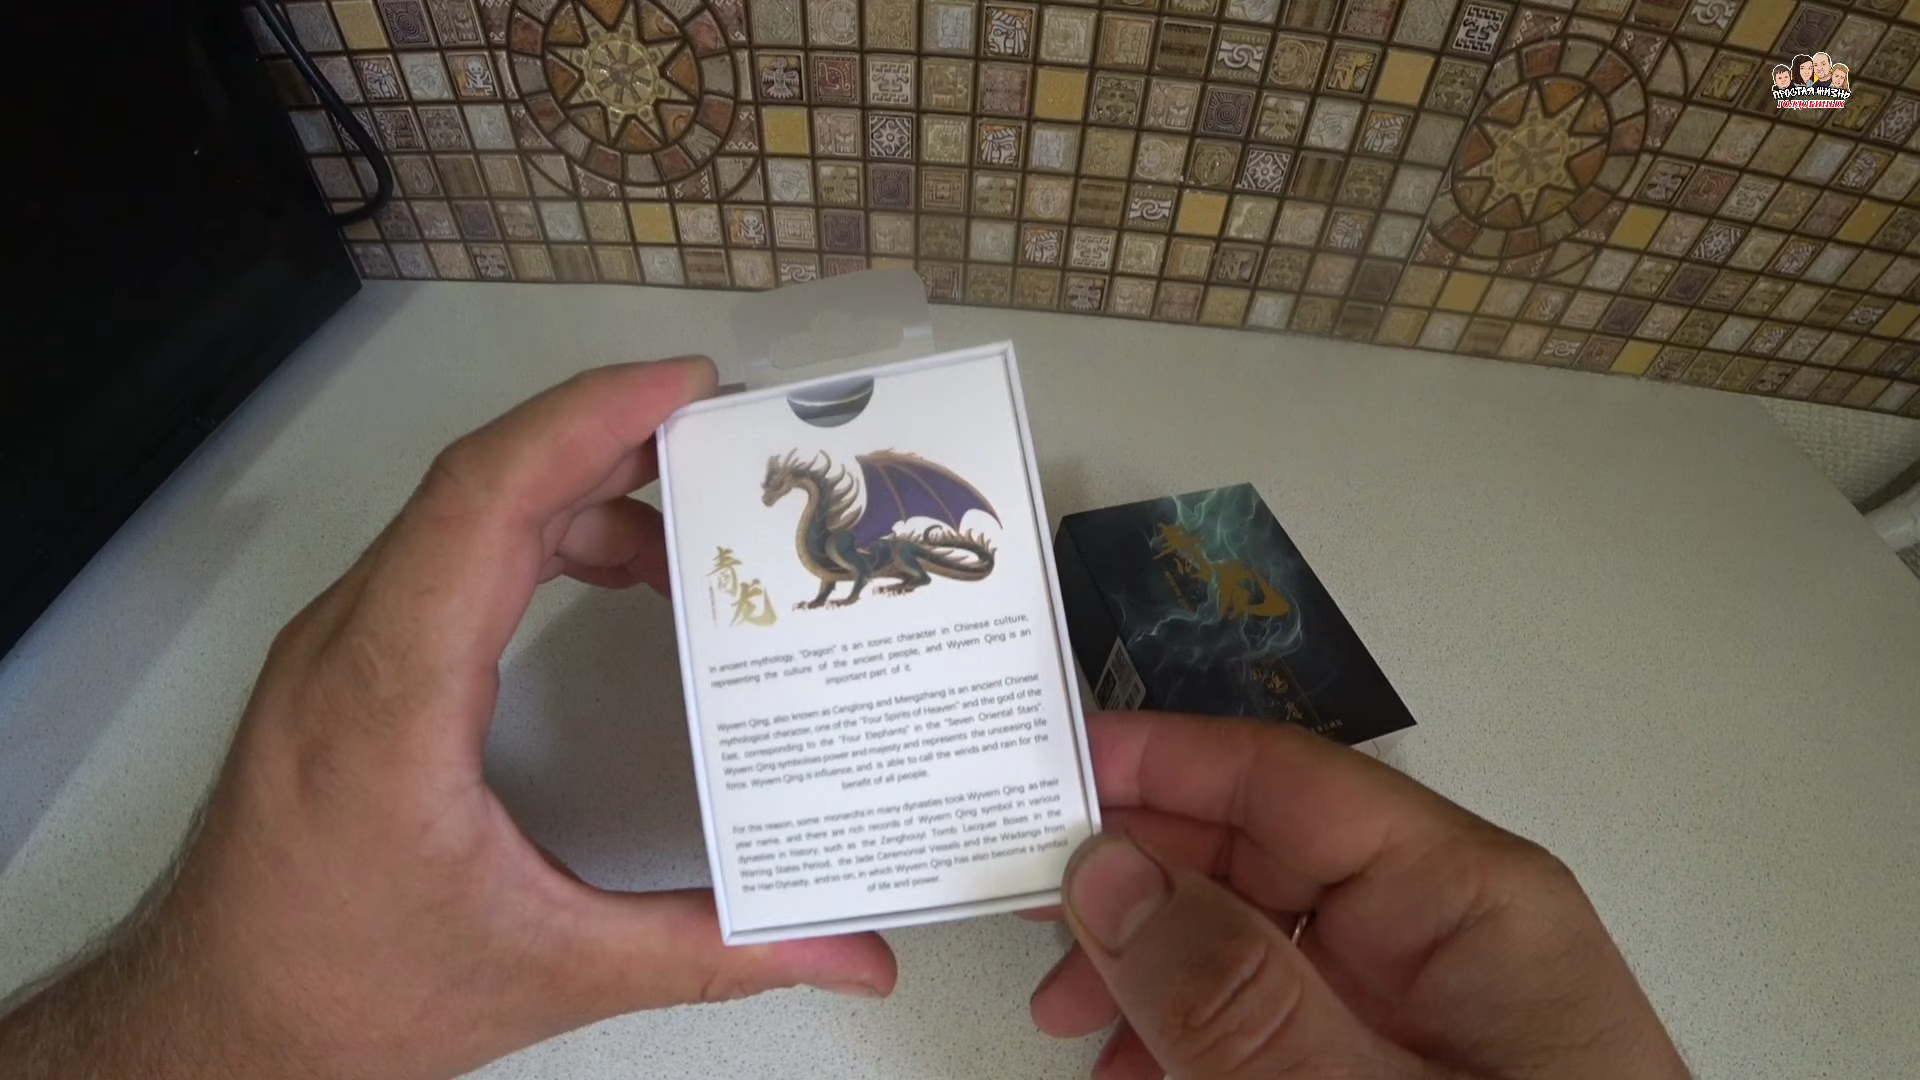 ПРОСТАЯ ЖИЗНЬ
青龙
In ancient mythology, "Dragon" is an iconic character in Chinese culture,
representing the culture of the ancient people, and Wyvern Qing is an
important part of it.
Wyvern Qing, also known as Canglong and Mengzhang is an ancient Chinese
mythological character, one of the "Four Spirits of Heaven" and the god of the
East, corresponding to the "Four Elephants" in the "Seven Oriental Stars".
Wyvern Qing symbolises power and majesty and represents the unceasing life
force. Wyvern Qing is influence, and is able to call the winds and rain for the
benefit of all people.
For this reason, some monarchs in many dynasties took Wyvern Qing as their
year name, and there are rich records of Wyvern Qing symbol in various
dynasties in history, such as the Zenghouyi Tomb Lacquer Boxes in the
Warring States Period, the Jade Ceremonial Vessels and the Wadangs from
the Han Dynasty, and so on, in which Wyvern Qing has also become a symbol
of life and power.
青龙